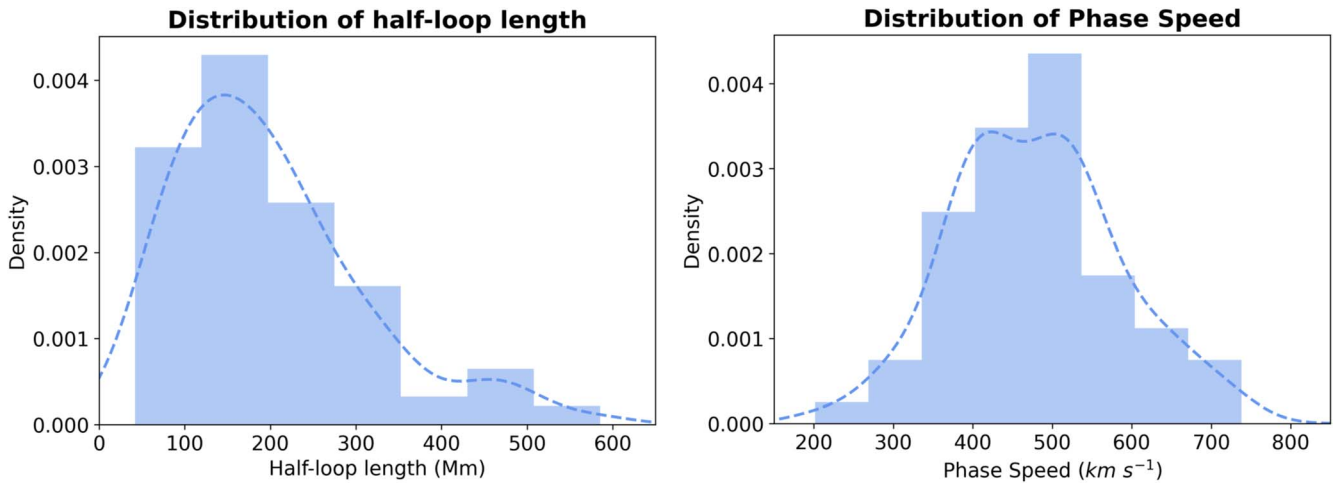 Distribution of half-loop length
Density
0.004
0.003
0.002
0.001
0.000
0 100 200 300 400 500 600
Half-loop length (Mm)
Distribution of Phase Speed
Density
0.004
0.003
0.002
0.001
0.000
200 300 400 500 600 700 800
Phase Speed (km s⁻¹)